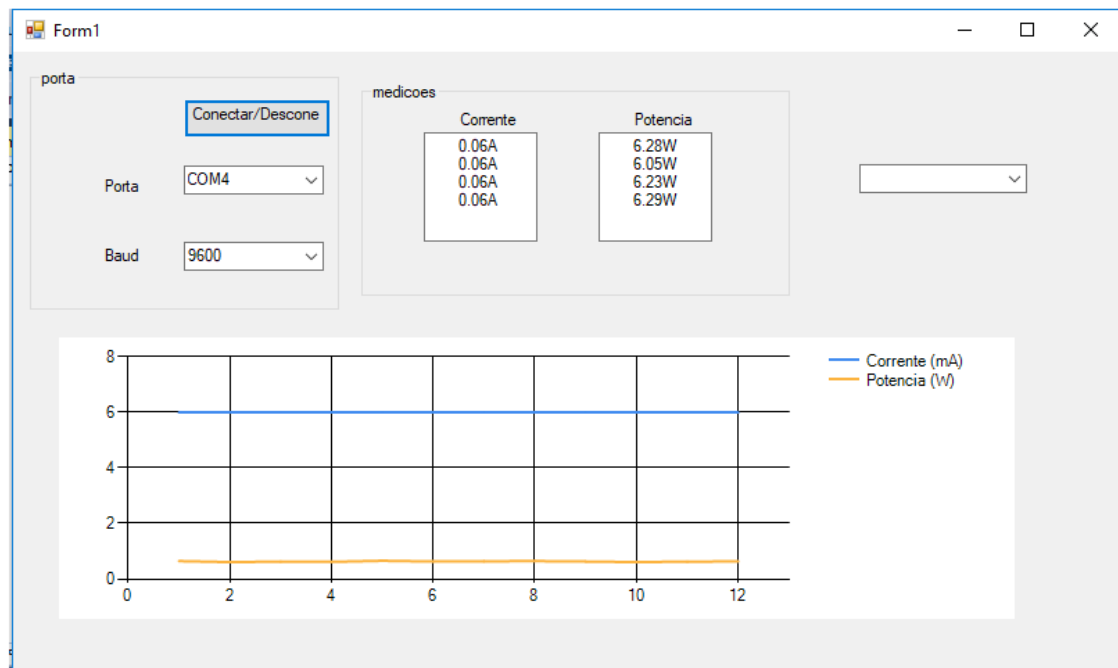 Form1
porta
Conectar/Descone
Porta
COM4
Baud
9600
medicoes
Corrente
Potencia
0.06A
6.28W
0.06A
6.05W
0.06A
6.23W
0.06A
6.29W
8
6
4
2
0
0 2 4 6 8 10 12
Corrente (mA)
Potencia (W)